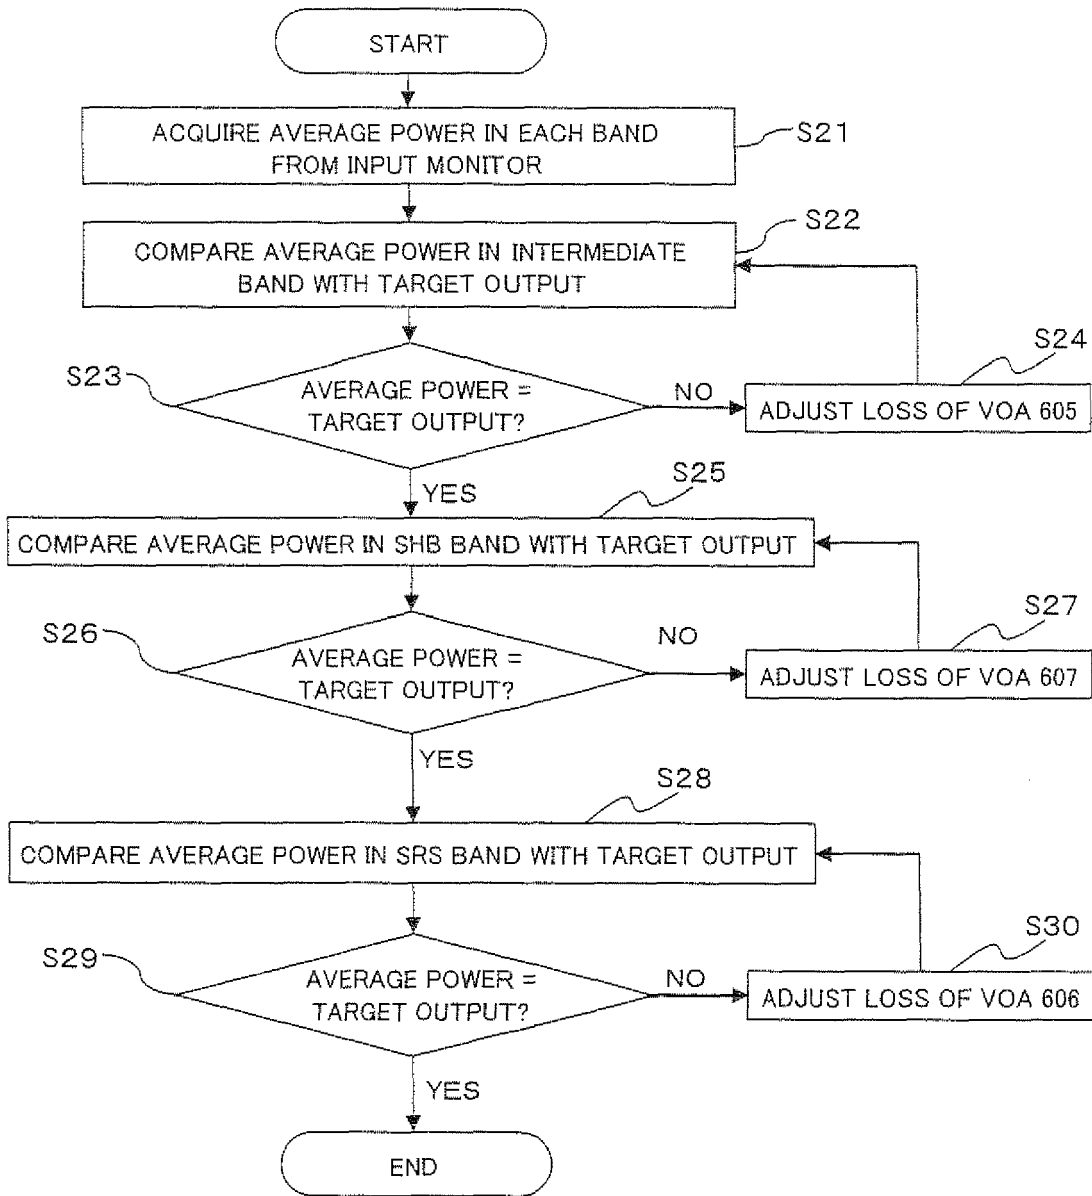 START
ACQUIRE AVERAGE POWER IN EACH BAND
FROM INPUT MONITOR
S21
COMPARE AVERAGE POWER IN INTERMEDIATE
BAND WITH TARGET OUTPUT
S22
S23
AVERAGE POWER =
TARGET OUTPUT?
NO
S24
ADJUST LOSS OF VOA 605
YES
S25
COMPARE AVERAGE POWER IN SHB BAND WITH TARGET OUTPUT
S26
AVERAGE POWER =
TARGET OUTPUT?
NO
S27
ADJUST LOSS OF VOA 607
YES
S28
COMPARE AVERAGE POWER IN SRS BAND WITH TARGET OUTPUT
S29
AVERAGE POWER =
TARGET OUTPUT?
NO
S30
ADJUST LOSS OF VOA 606
YES
END